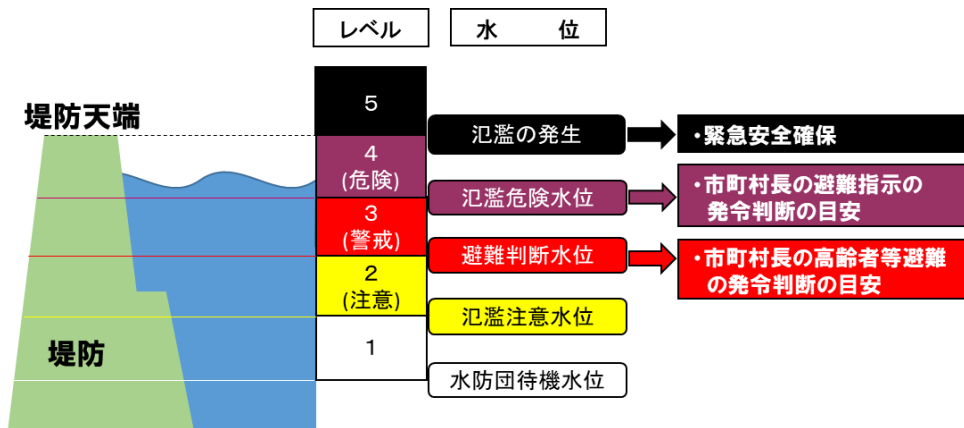 レベル
水 位
堤防天端
5
氾濫の発生
・緊急安全確保
4
(危険)
氾濫危険水位
・市町村長の避難指示の
発令判断の目安
3
(警戒)
避難判断水位
・市町村長の高齢者等避難
の発令判断の目安
2
(注意)
氾濫注意水位
堤防
1
水防団待機水位